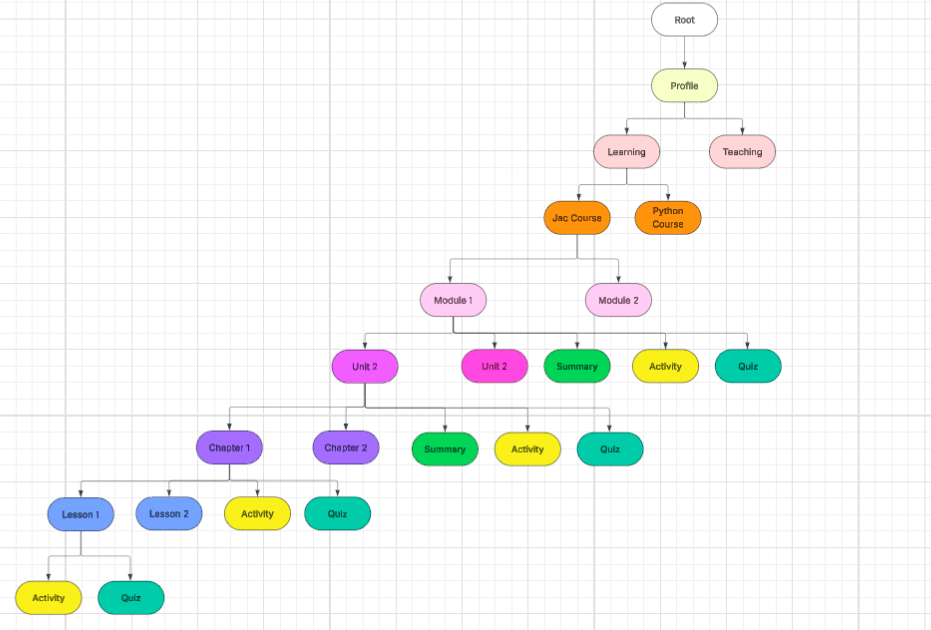 Root
Profile
Learning
Teaching
Jac Course
Python
Course
Module 1
Module 2
Unit 2
Unit 2
Summary
Activity
Quiz
Chapter 1
Chapter 2
Summary
Activity
Quiz
Lesson 1
Lesson 2
Activity
Quiz
Activity
Quiz